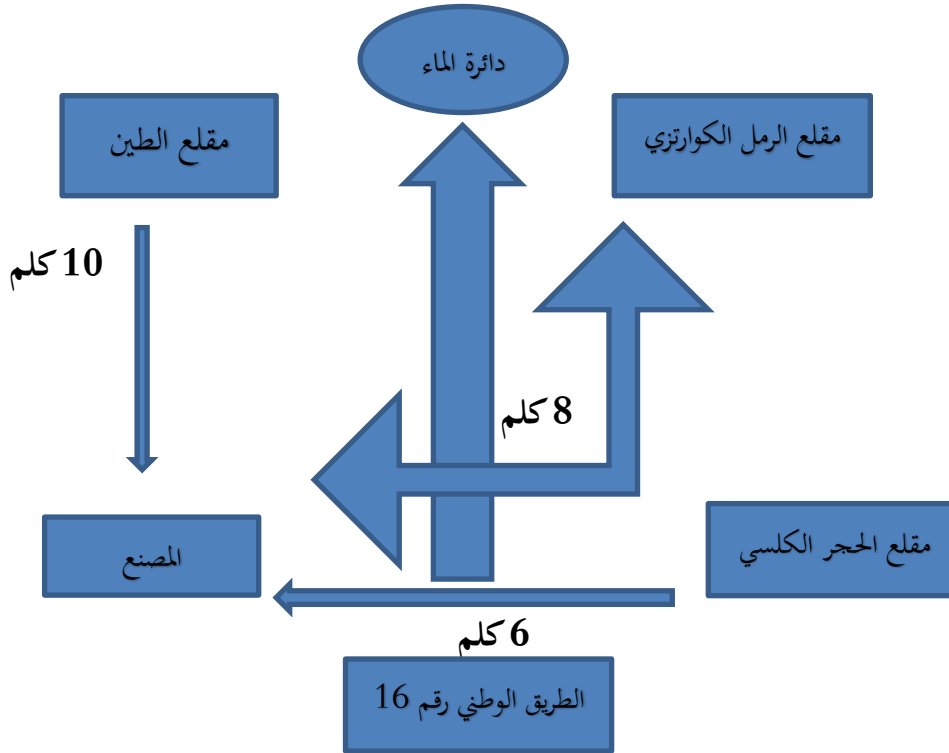 دائرة الماء
مقلع الرمل الكوارتزي
مقلع الطين
10 كلم
8 كلم
مقلع الحجر الكلسي
المصنع
6 كلم
الطريق الوطني رقم 16